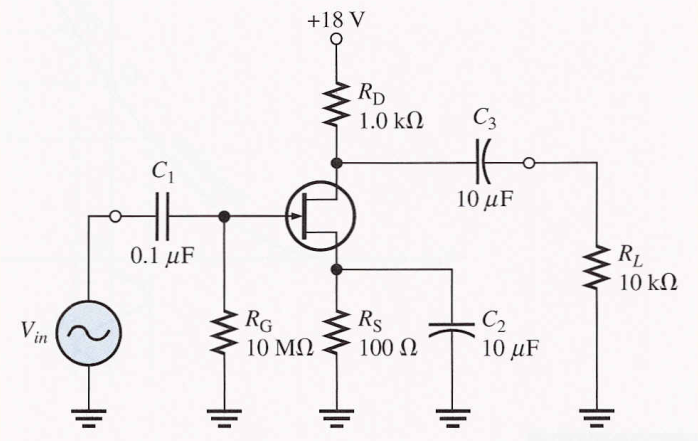 +18 V
R_D
1.0 kΩ
C_3
10 μF
C_1
0.1 μF
R_L
10 kΩ
V_in
R_G
10 MΩ
R_S
100 Ω
C_2
10 μF